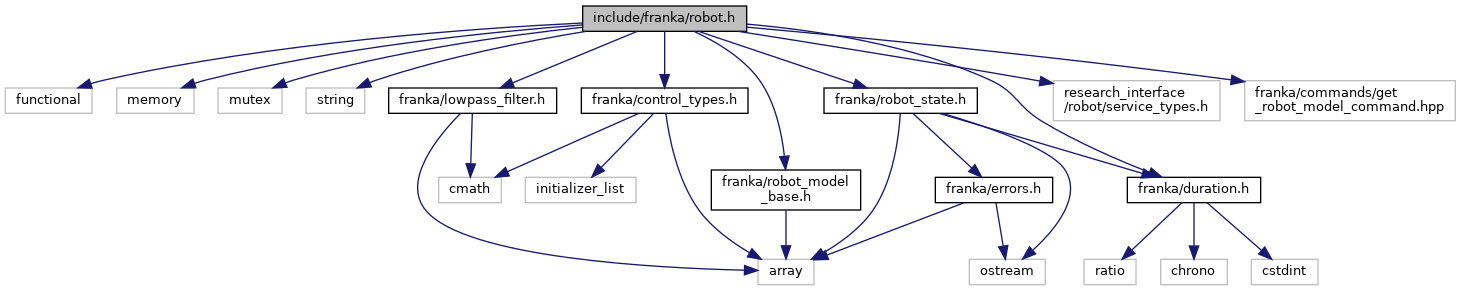 include/franka/robot.h
functional
memory
mutex
string
franka/lowpass_filter.h
franka/control_types.h
franka/robot_state.h
research_interface
/robot/service_types.h
franka/commands/get
_robot_model_command.hpp
cmath
initializer_list
franka/robot_model
_base.h
franka/errors.h
franka/duration.h
array
ostream
ratio
chrono
cstdint